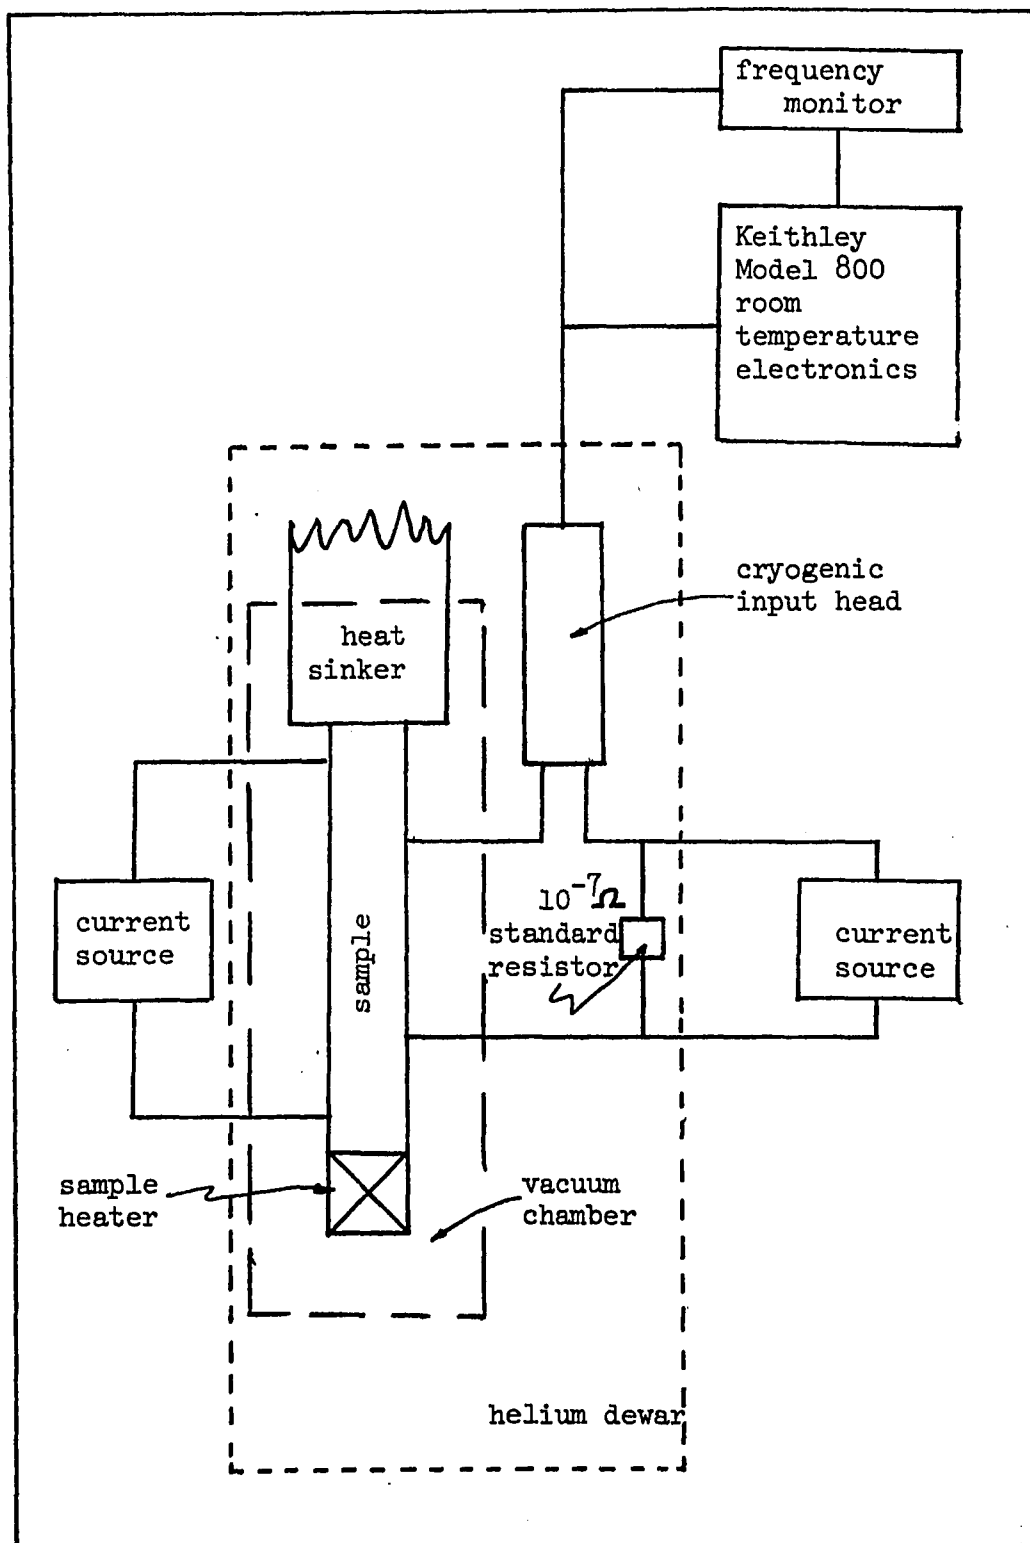 frequency
monitor
Keithley
Model 800
room
temperature
electronics
cryogenic
input head
heat
sinker
10⁻⁷Ω
standard
resistor
current
source
sample
current
source
sample
heater
vacuum
chamber
helium dewar